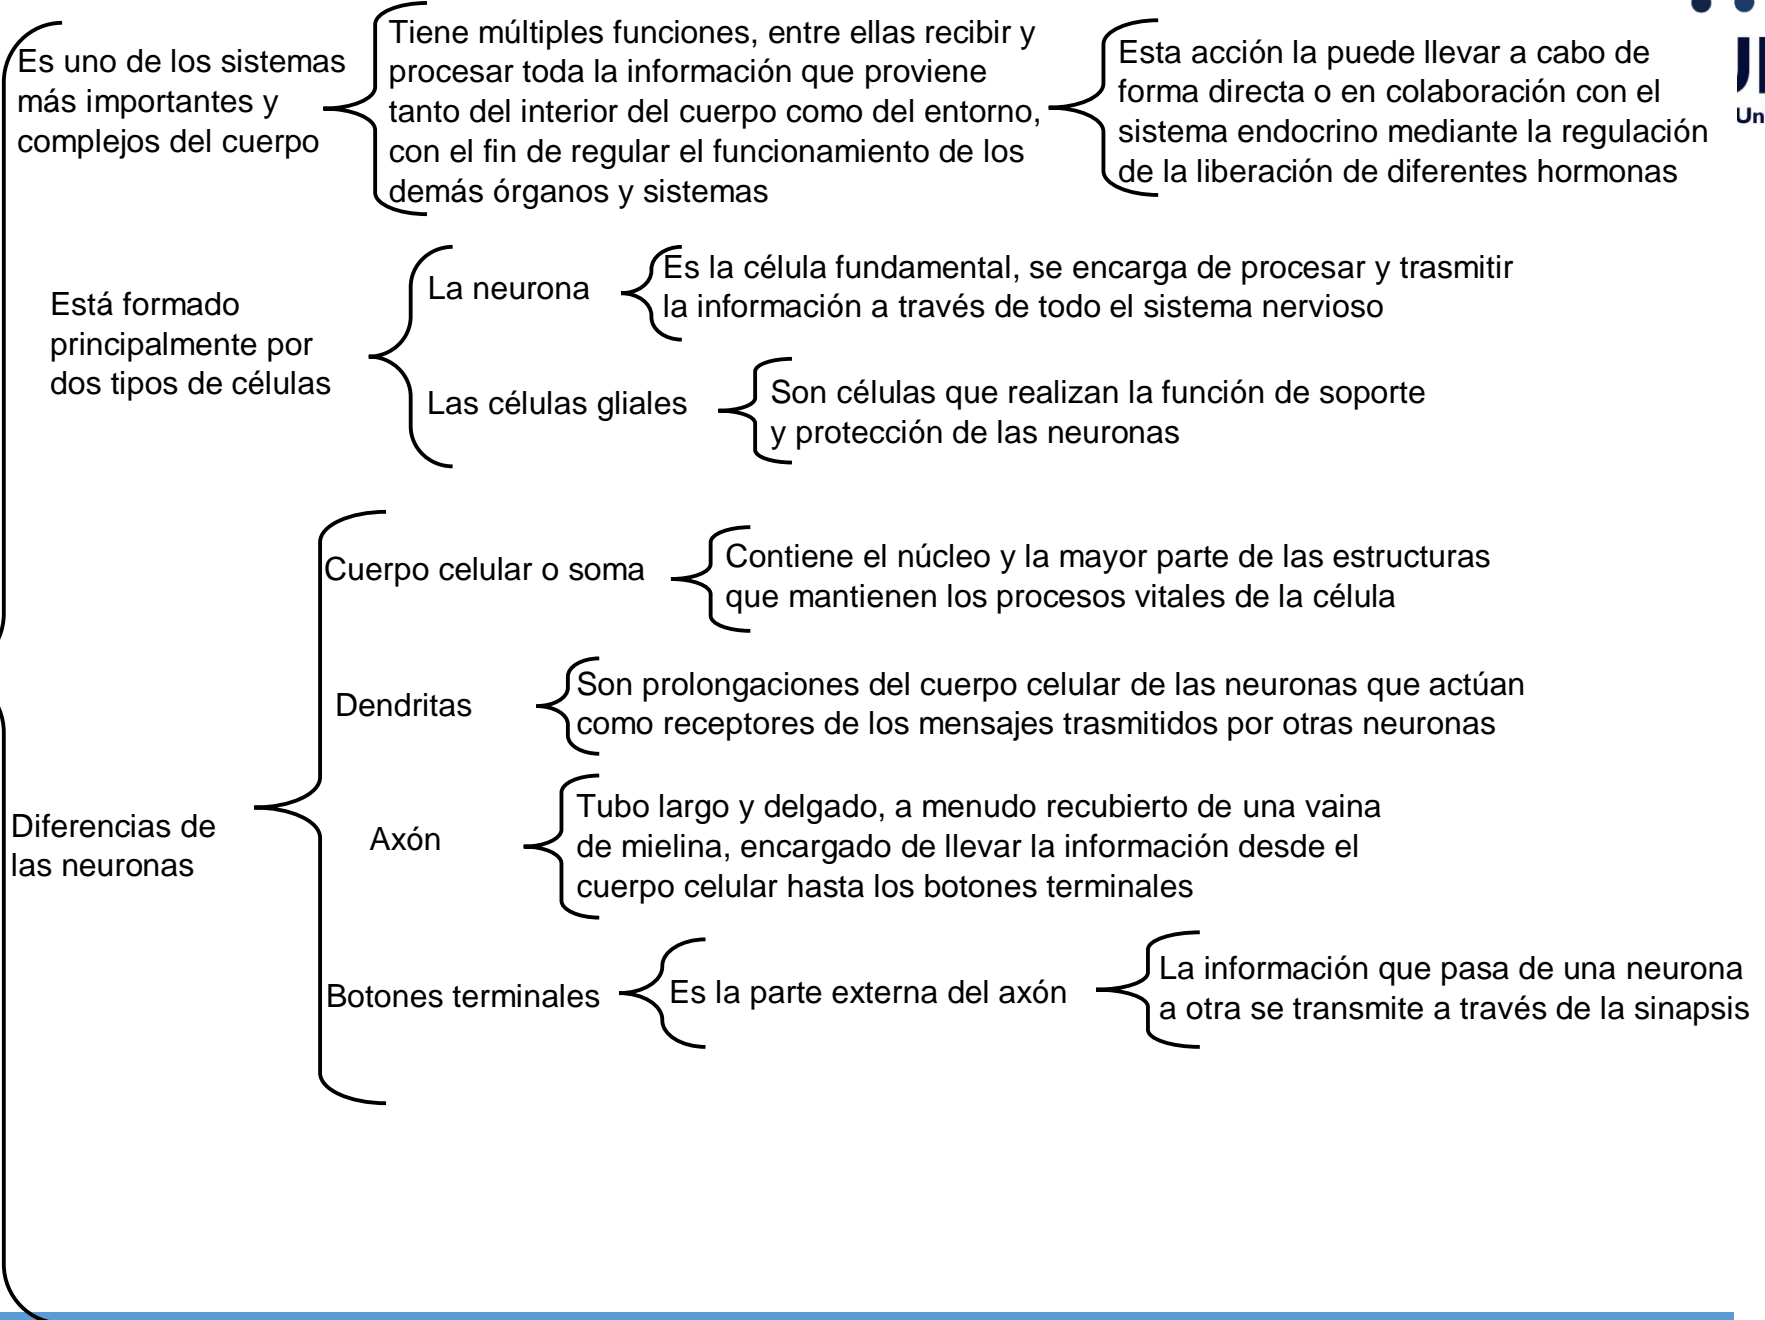 Es uno de los sistemas
más importantes y
complejos del cuerpo
Tiene múltiples funciones, entre ellas recibir y
procesar toda la información que proviene
tanto del interior del cuerpo como del entorno,
con el fin de regular el funcionamiento de los
demás órganos y sistemas
Esta acción la puede llevar a cabo de
forma directa o en colaboración con el
sistema endocrino mediante la regulación
de la liberación de diferentes hormonas
Un
Está formado
principalmente por
dos tipos de células
La neurona
Es la célula fundamental, se encarga de procesar y trasmitir
la información a través de todo el sistema nervioso
Las células gliales
Son células que realizan la función de soporte
y protección de las neuronas
Diferencias de
las neuronas
Cuerpo celular o soma
Contiene el núcleo y la mayor parte de las estructuras
que mantienen los procesos vitales de la célula
Dendritas
Son prolongaciones del cuerpo celular de las neuronas que actúan
como receptores de los mensajes trasmitidos por otras neuronas
Axón
Tubo largo y delgado, a menudo recubierto de una vaina
de mielina, encargado de llevar la información desde el
cuerpo celular hasta los botones terminales
Botones terminales
Es la parte externa del axón
La información que pasa de una neurona
a otra se transmite a través de la sinapsis